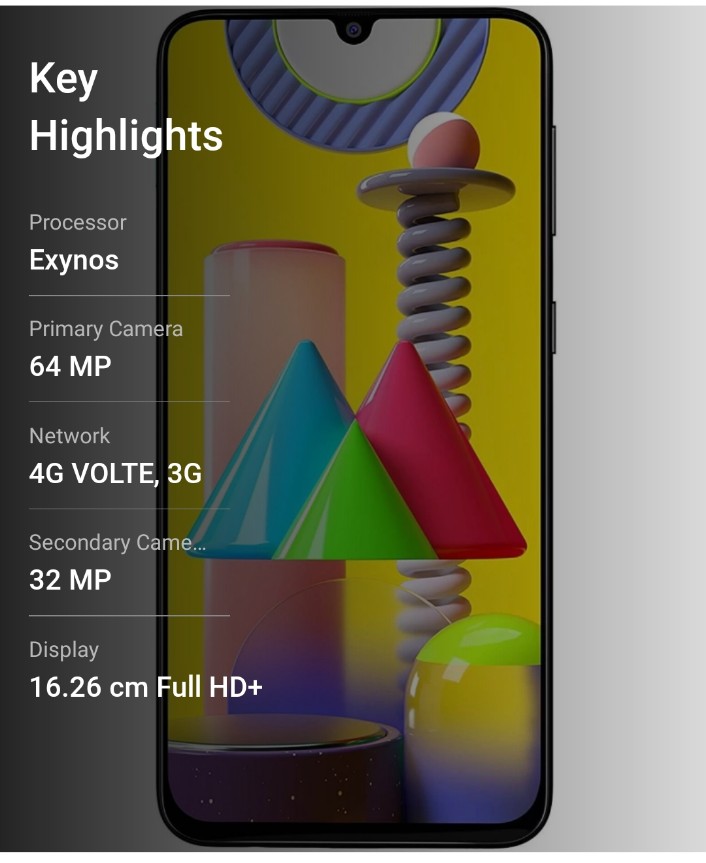 Key
Highlights
Processor
Exynos
Primary Camera
64 MP
Network
4G VOLTE, 3G
Secondary Came...
32 MP
Display
16.26 cm Full HD+